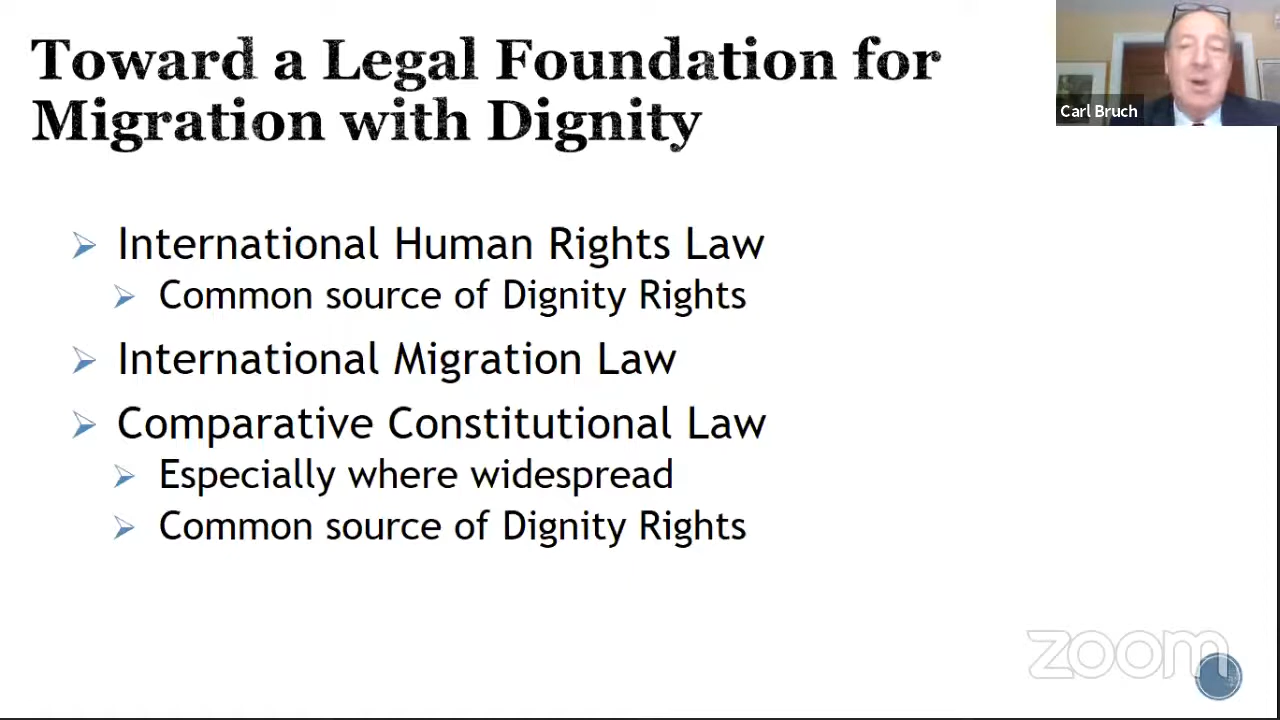 Toward a Legal Foundation for
Migration with Dignity
Carl Bruch
International Human Rights Law
Common source of Dignity Rights
International Migration Law
Comparative Constitutional Law
Especially where widespread
Common source of Dignity Rights
zoom